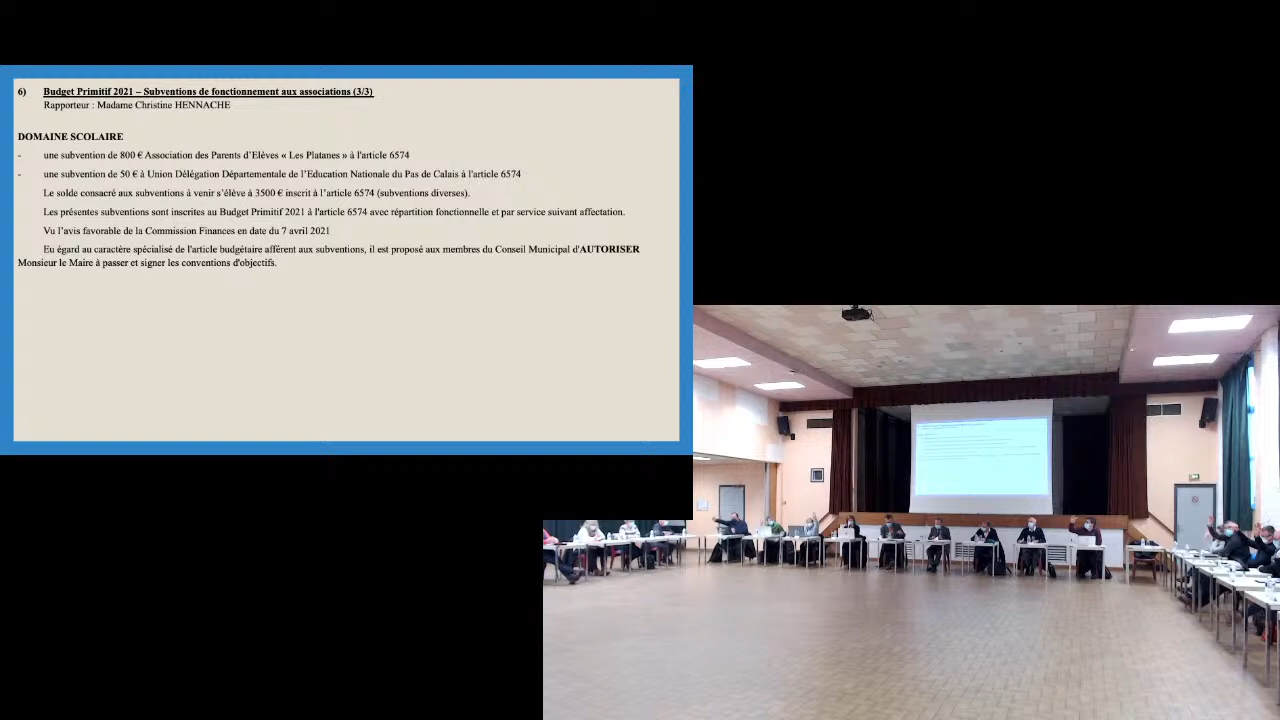 6) Budget Primitif 2021 – Subventions de fonctionnement aux associations (3/3)
Rapporteur : Madame Christine HENNACHE
DOMAINE SCOLAIRE
- une subvention de 800 € Association des Parents d’Elèves « Les Platanes » à l'article 6574
- une subvention de 50 € à Union Délégation Départementale de l’Education Nationale du Pas de Calais à l'article 6574
Le solde consacré aux subventions à venir s’élève à 3500 € inscrit à l’article 6574 (subventions diverses).
Les présentes subventions sont inscrites au Budget Primitif 2021 à l'article 6574 avec répartition fonctionnelle et par service suivant affectation.
Vu l’avis favorable de la Commission Finances en date du 7 avril 2021
Eu égard au caractère spécialisé de l'article budgétaire afférent aux subventions, il est proposé aux membres du Conseil Municipal d'AUTORISER
Monsieur le Maire à passer et signer les conventions d'objectifs.